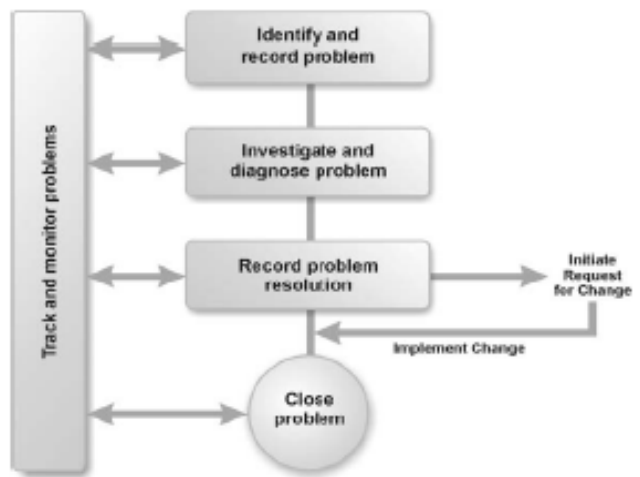 Identify and
record problem
Track and monitor problems
Investigate and
diagnose problem
Record problem
resolution
Initiate
Request
for Change
Implement Change
Close
problem